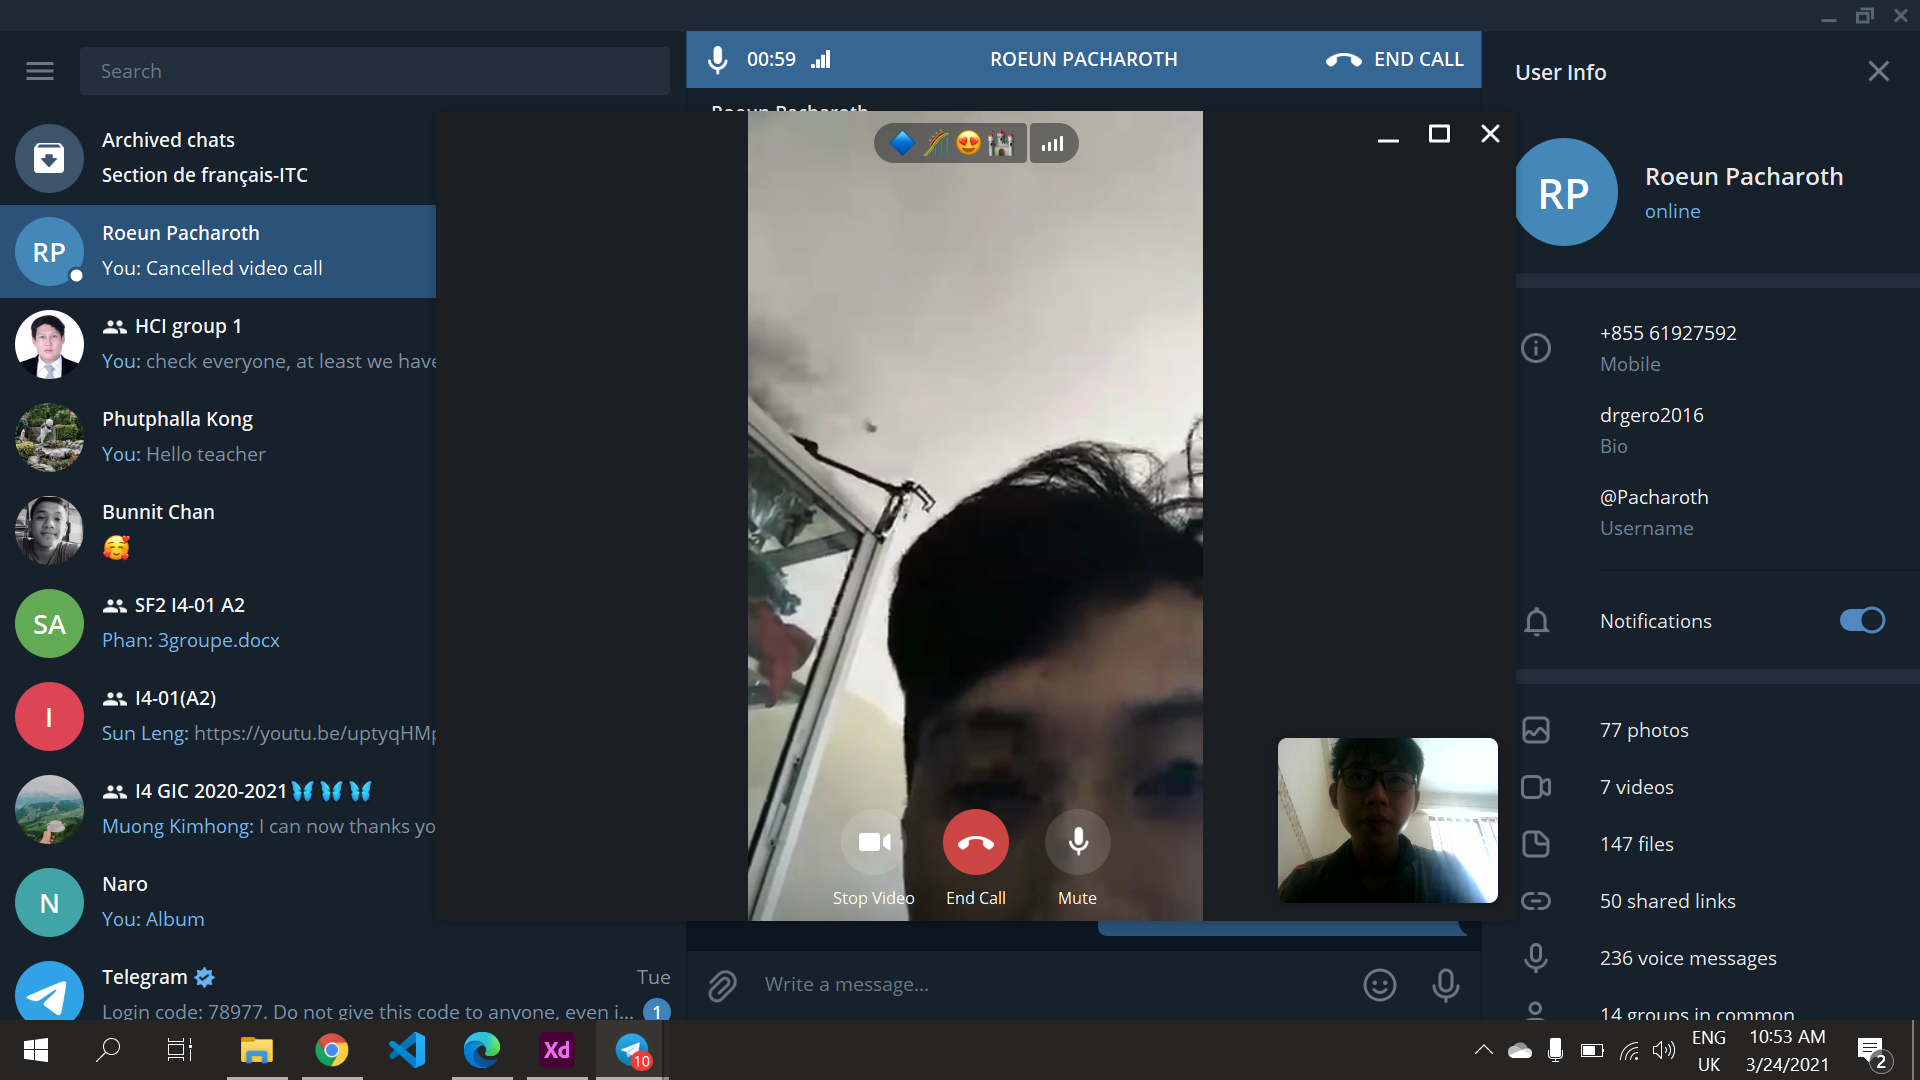 Search
Archived chats
Section de français-ITC
RP
Roeun Pacharoth
You: Cancelled video call
HCI group 1
You: check everyone, at least we have
Phutphalla Kong
You: Hello teacher
Bunnit Chan
SA
SF2 I4-01 A2
Phan: 3groupe.docx
I
I4-01(A2)
Sun Leng: https://youtu.be/uptyqHMp
I4 GIC 2020-2021
Muong Kimhong: I can now thanks yo
N
Naro
You: Album
Telegram
Tue
Login code: 78977. Do not give this code to anyone, even i...
1
00:59
ROEUN PACHAROTH
END CALL
Roeun Pacharoth
Stop Video
End Call
Mute
Write a message...
User Info
RP
Roeun Pacharoth
online
+855 61927592
Mobile
drgero2016
Bio
@Pacharoth
Username
Notifications
77 photos
7 videos
147 files
50 shared links
236 voice messages
14 groups in common
Xd
10
ENG
UK
10:53 AM
3/24/2021
2